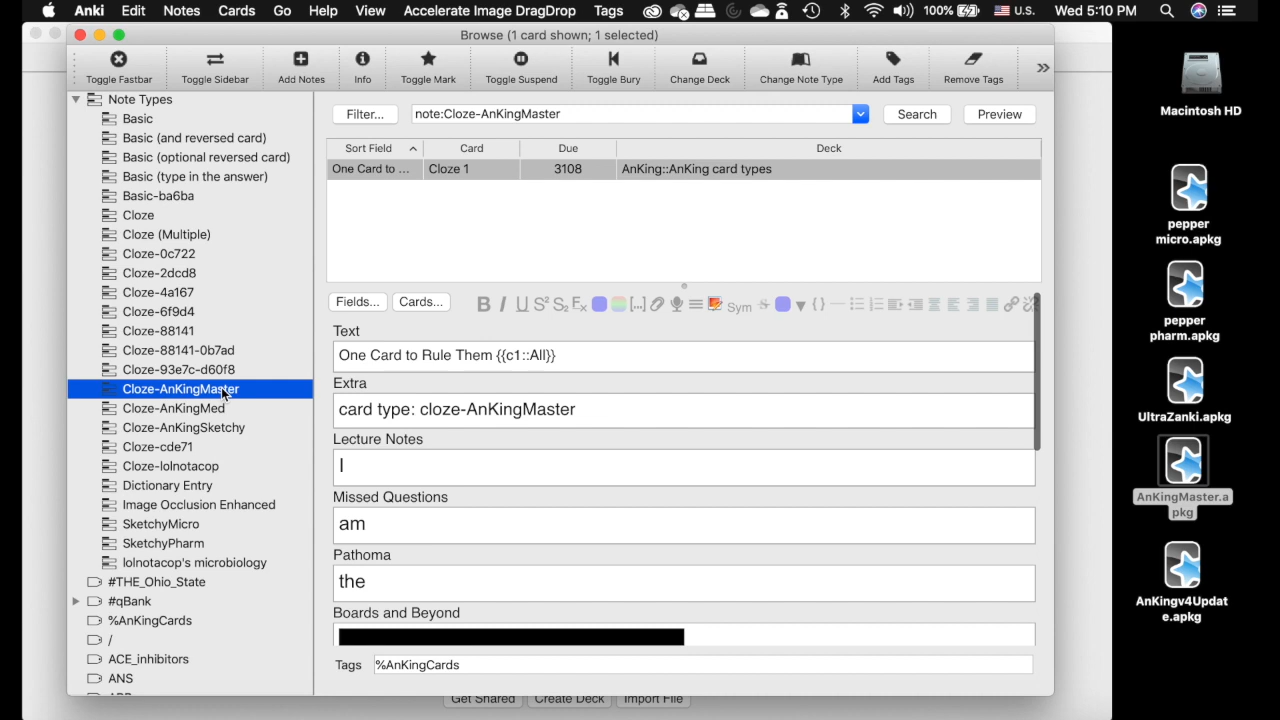 Anki Edit Notes Cards Go Help View Accelerate Image DragDrop Tags 100% U.S. Wed 5:10 PM
Browse (1 card shown; 1 selected)
Toggle Fastbar Toggle Sidebar Add Notes Info Toggle Mark Toggle Suspend Toggle Bury Change Deck Change Note Type Add Tags Remove Tags »
Note Types
Basic
Basic (and reversed card)
Basic (optional reversed card)
Basic (type in the answer)
Basic-ba6ba
Cloze
Cloze (Multiple)
Cloze-0c722
Cloze-2dcd8
Cloze-4a167
Cloze-6f9d4
Cloze-88141
Cloze-88141-0b7ad
Cloze-93e7c-d60f8
Cloze-AnKingMaster
Cloze-AnKingMed
Cloze-AnKingSketchy
Cloze-cde71
Cloze-lolnotacop
Dictionary Entry
Image Occlusion Enhanced
SketchyMicro
SketchyPharm
lolnotacop's microbiology
#THE_Ohio_State
#qBank
%AnKingCards
/
ACE_inhibitors
ANS
Filter... note:Cloze-AnKingMaster Search Preview
Sort Field Card Due Deck
One Card to ... Cloze 1 3108 AnKing::AnKing card types
Fields... Cards... B I U S² S₂ Eₓ [...] Sym {}
Text
One Card to Rule Them {{c1::All}}
Extra
card type: cloze-AnKingMaster
Lecture Notes
I
Missed Questions
am
Pathoma
the
Boards and Beyond
Tags %AnKingCards
Get Shared Create Deck Import File
Macintosh HD
pepper
micro.apkg
pepper
pharm.apkg
UltraZanki.apkg
AnKingMaster.a
pkg
AnKingv4Updat
e.apkg